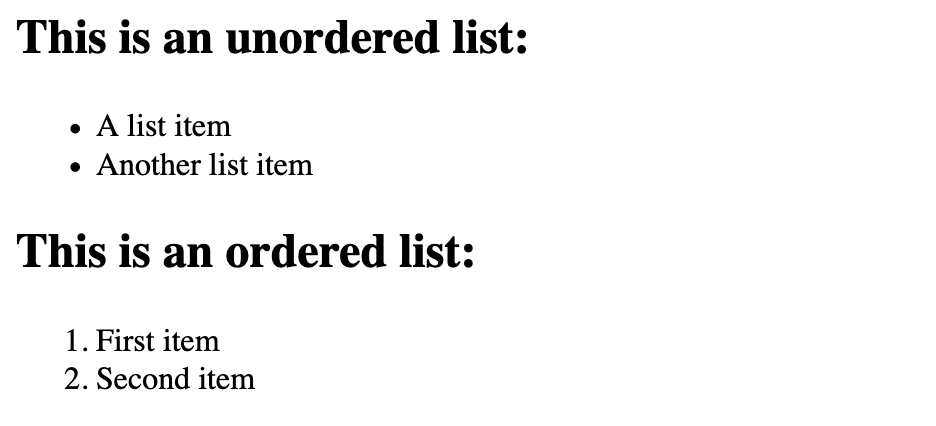 This is an unordered list:
• A list item
• Another list item
This is an ordered list:
1. First item
2. Second item